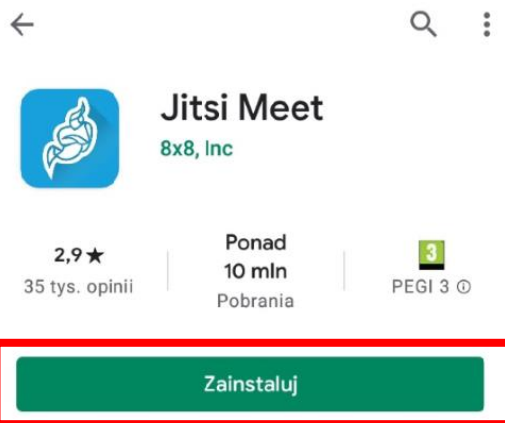 Jitsi Meet
8x8, Inc
2,9★
35 tys. opinii
Ponad
10 mln
Pobrania
3
PEGI 3
Zainstaluj